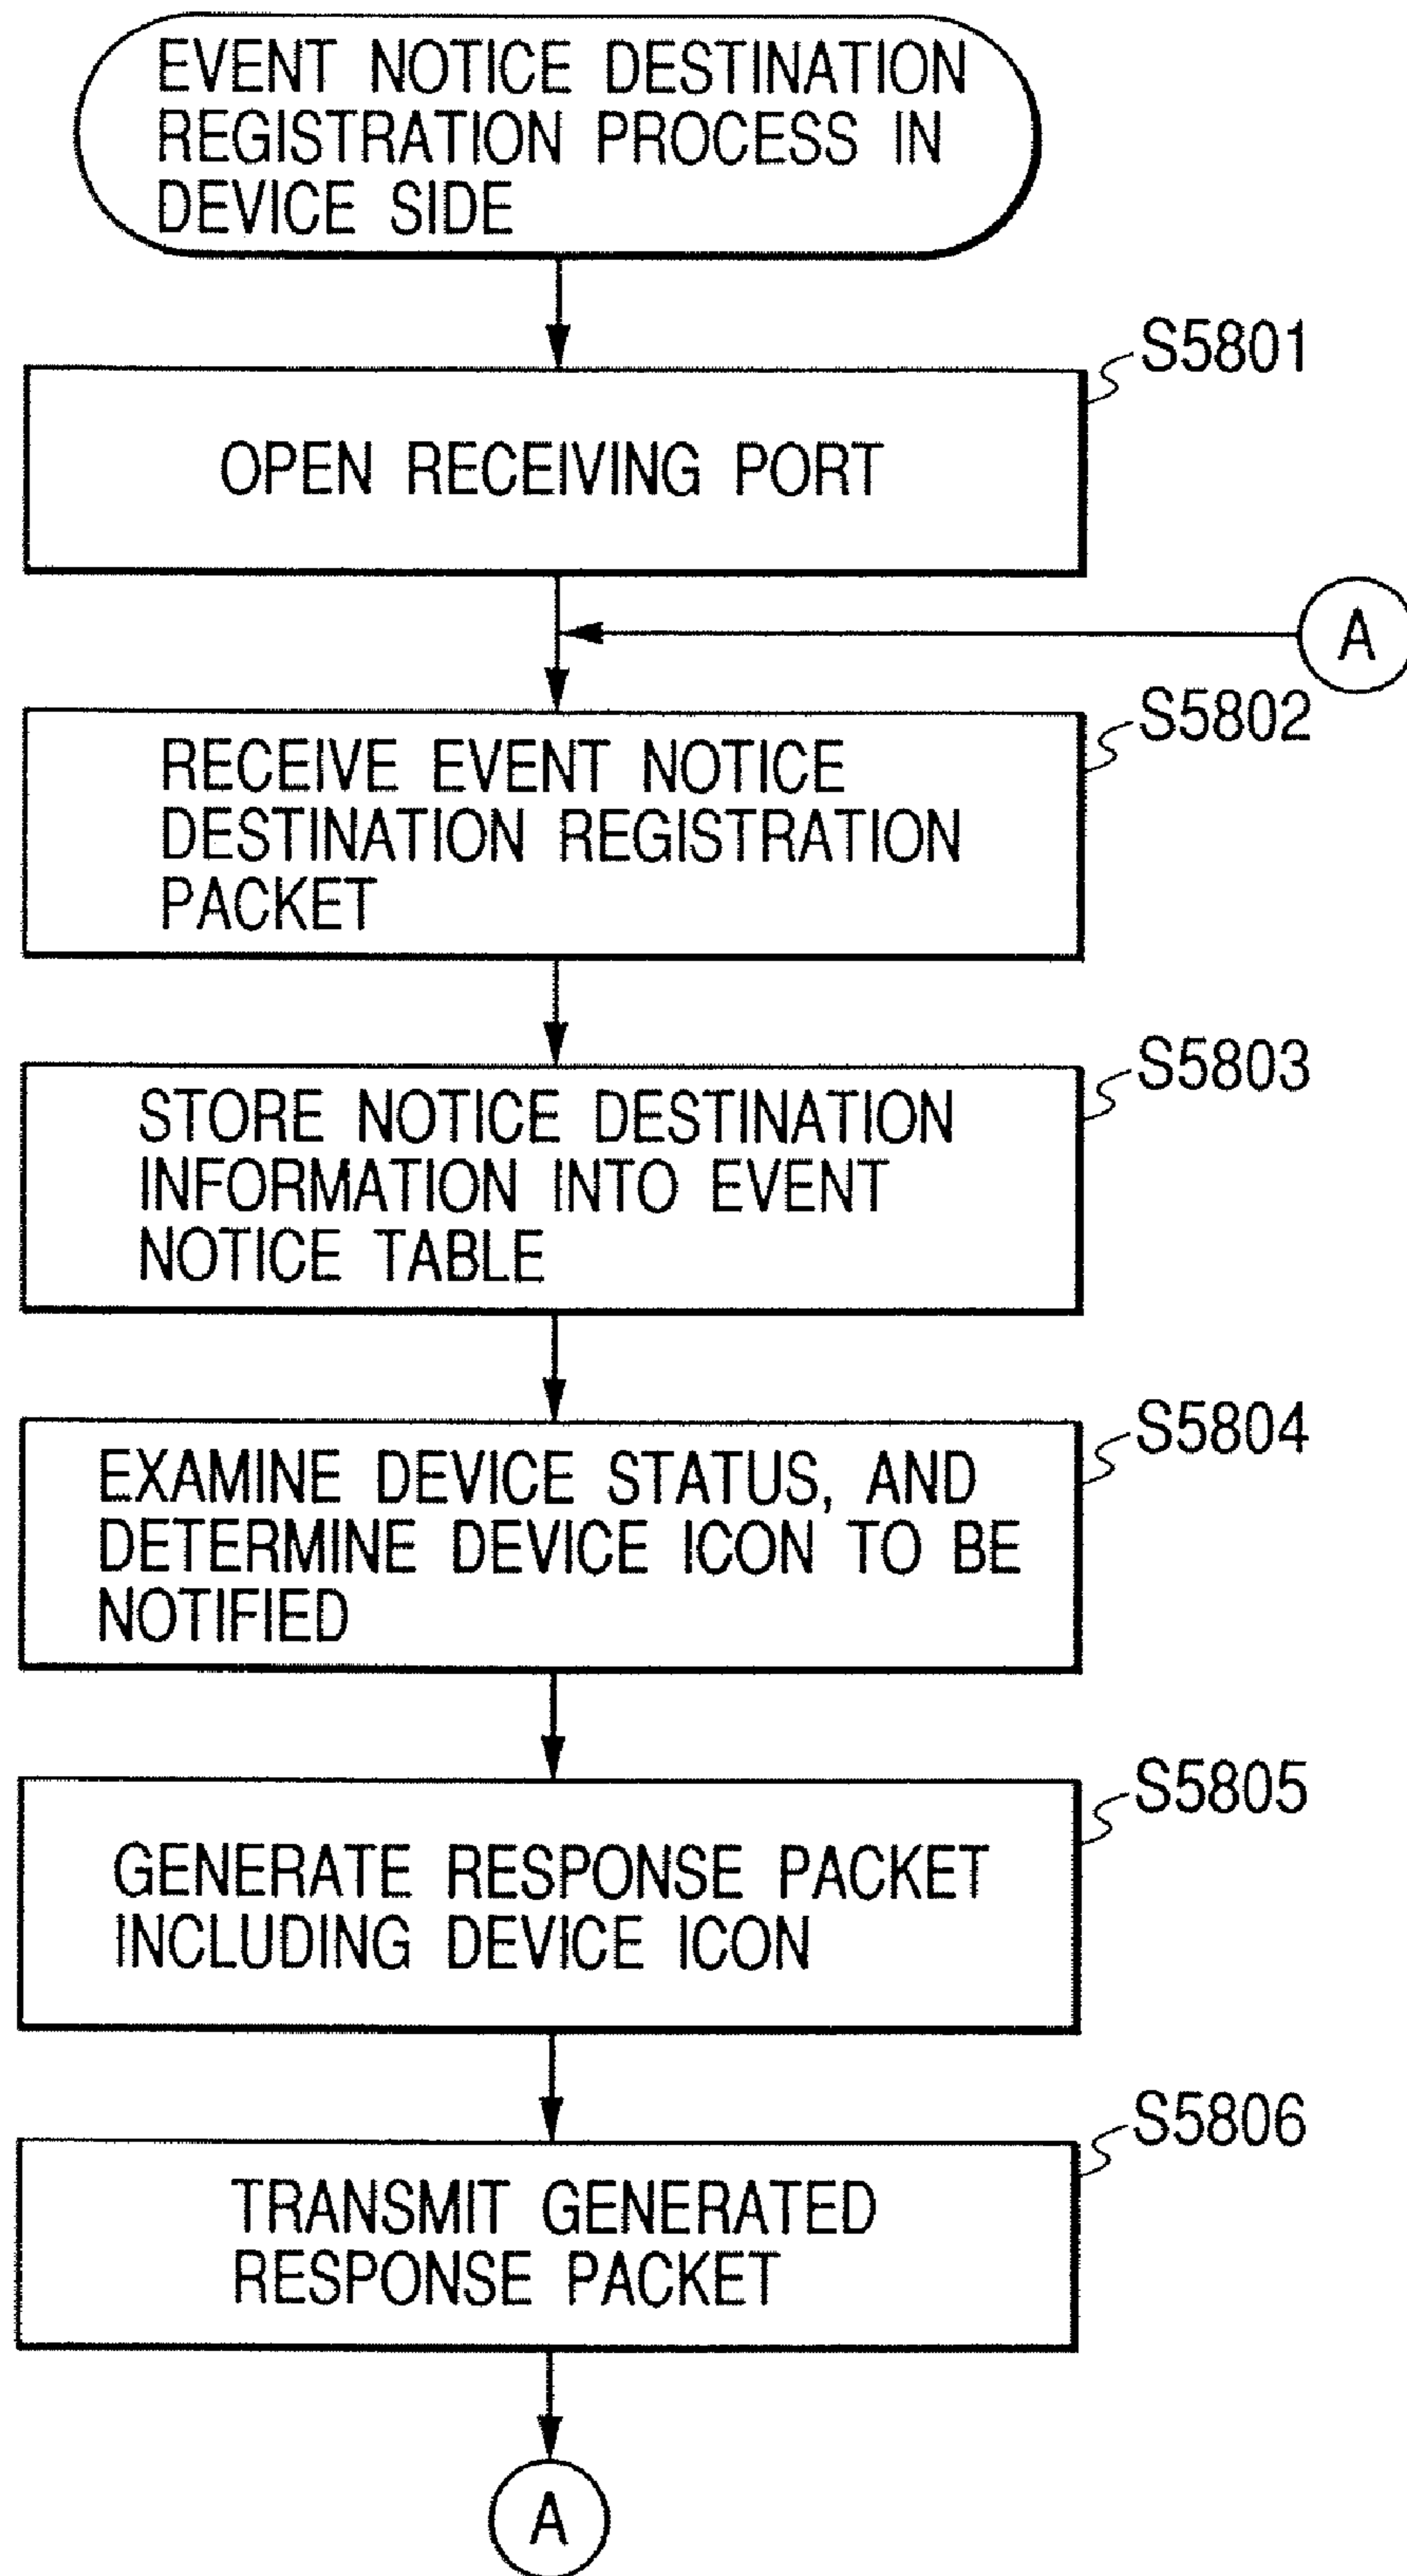 EVENT NOTICE DESTINATION
REGISTRATION PROCESS IN
DEVICE SIDE
S5801
OPEN RECEIVING PORT
A
S5802
RECEIVE EVENT NOTICE
DESTINATION REGISTRATION
PACKET
S5803
STORE NOTICE DESTINATION
INFORMATION INTO EVENT
NOTICE TABLE
S5804
EXAMINE DEVICE STATUS, AND
DETERMINE DEVICE ICON TO BE
NOTIFIED
S5805
GENERATE RESPONSE PACKET
INCLUDING DEVICE ICON
S5806
TRANSMIT GENERATED
RESPONSE PACKET
A